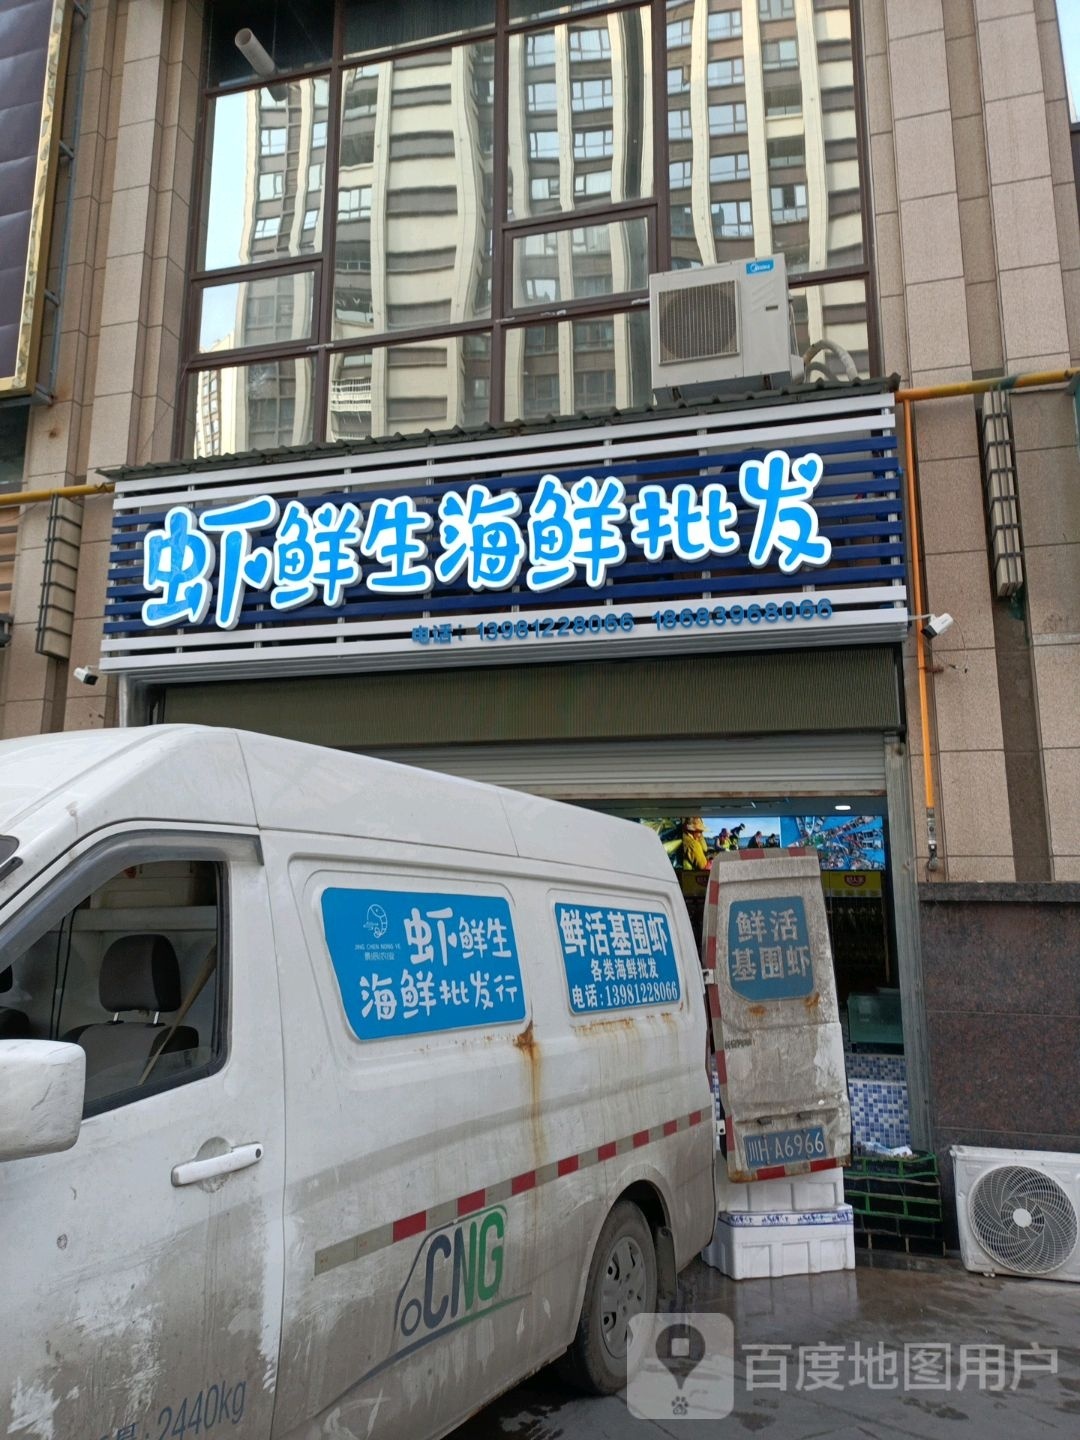 Midea
虾鲜生海鲜批发
电话：13981228066 18683968066
JING CHEN NONG YE
虾鲜生
海鲜批发行
鲜活基围虾
各类海鲜批发
电话:13981228066
鲜活
基围虾
川H A6966
CNG
:2440kg
百度地图用户